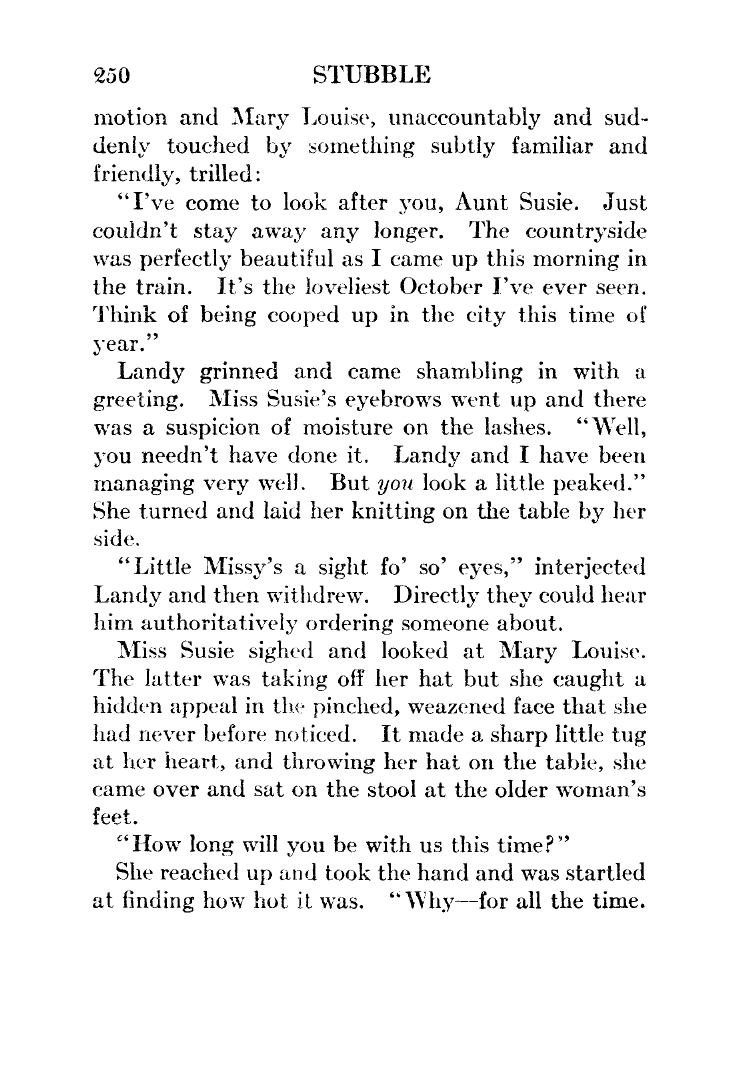 250 STUBBLE
motion and Mary Louise, unaccountably and sud-
denly touched by something subtly familiar and
friendly, trilled:
“I’ve come to look after you, Aunt Susie. Just
couldn’t stay away any longer. The countryside
was perfectly beautiful as I came up this morning in
the train. It’s the loveliest October I’ve ever seen.
Think of being cooped up in the city this time of
year.”
Landy grinned and came shambling in with a
greeting. Miss Susie’s eyebrows went up and there
was a suspicion of moisture on the lashes. “Well,
you needn’t have done it. Landy and I have been
managing very well. But you look a little peaked.”
She turned and laid her knitting on the table by her
side.
“Little Missy’s a sight fo’ so’ eyes,” interjected
Landy and then withdrew. Directly they could hear
him authoritatively ordering someone about.
Miss Susie sighed and looked at Mary Louise.
The latter was taking off her hat but she caught a
hidden appeal in the pinched, weazened face that she
had never before noticed. It made a sharp little tug
at her heart, and throwing her hat on the table, she
came over and sat on the stool at the older woman’s
feet.
“How long will you be with us this time?”
She reached up and took the hand and was startled
at finding how hot it was. “Why—for all the time.